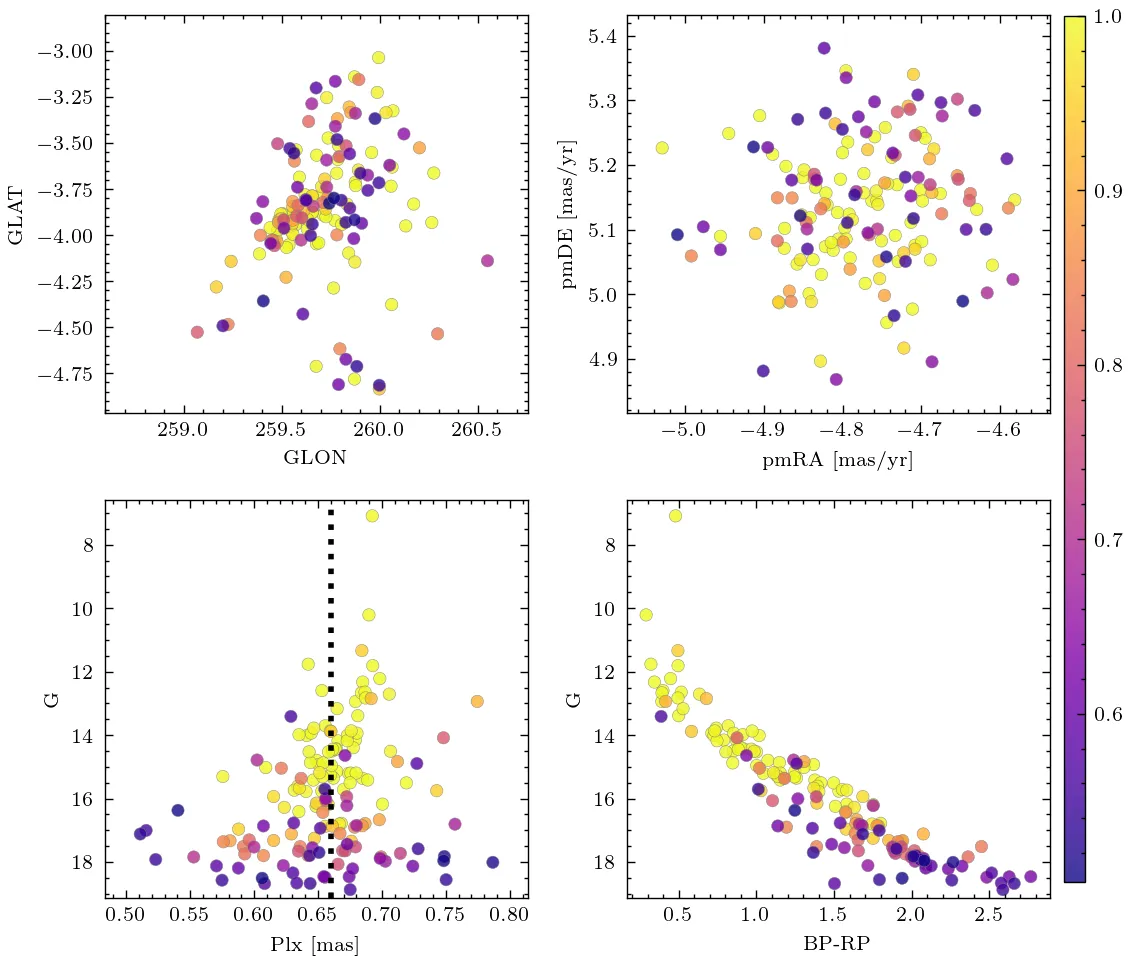 −3.00
−3.25
−3.50
−3.75
−4.00
−4.25
−4.50
−4.75
GLAT
259.0 259.5 260.0 260.5
GLON
5.4
5.3
5.2
5.1
5.0
4.9
pmDE [mas/yr]
−5.0 −4.9 −4.8 −4.7 −4.6
pmRA [mas/yr]
1.0
0.9
0.8
0.7
0.6
8
10
12
14
16
18
G
0.50 0.55 0.60 0.65 0.70 0.75 0.80
Plx [mas]
8
10
12
14
16
18
G
0.5 1.0 1.5 2.0 2.5
BP-RP